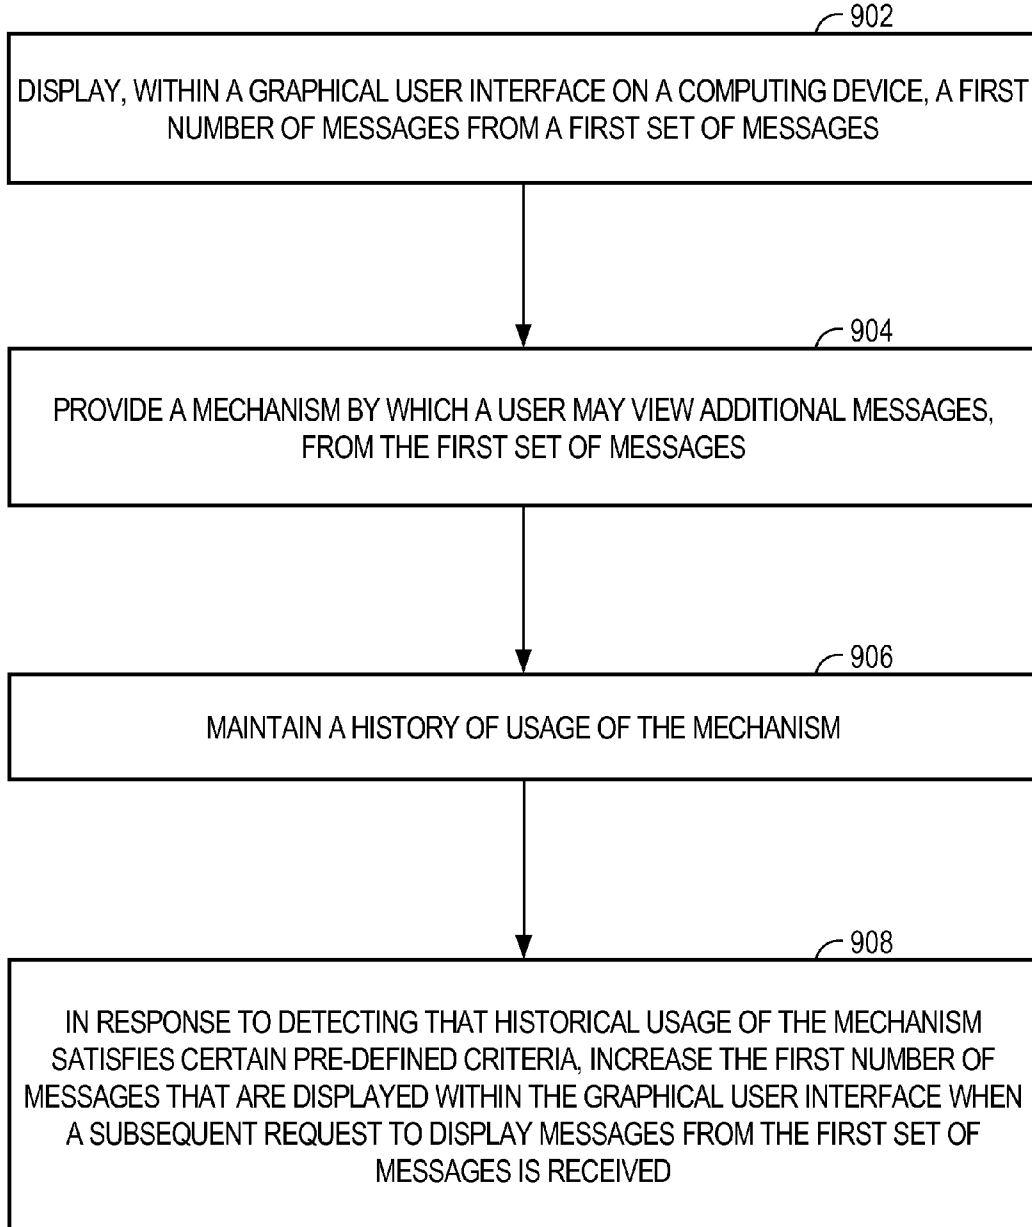 902
DISPLAY, WITHIN A GRAPHICAL USER INTERFACE ON A COMPUTING DEVICE, A FIRST
NUMBER OF MESSAGES FROM A FIRST SET OF MESSAGES
904
PROVIDE A MECHANISM BY WHICH A USER MAY VIEW ADDITIONAL MESSAGES,
FROM THE FIRST SET OF MESSAGES
906
MAINTAIN A HISTORY OF USAGE OF THE MECHANISM
908
IN RESPONSE TO DETECTING THAT HISTORICAL USAGE OF THE MECHANISM
SATISFIES CERTAIN PRE-DEFINED CRITERIA, INCREASE THE FIRST NUMBER OF
MESSAGES THAT ARE DISPLAYED WITHIN THE GRAPHICAL USER INTERFACE WHEN
A SUBSEQUENT REQUEST TO DISPLAY MESSAGES FROM THE FIRST SET OF
MESSAGES IS RECEIVED